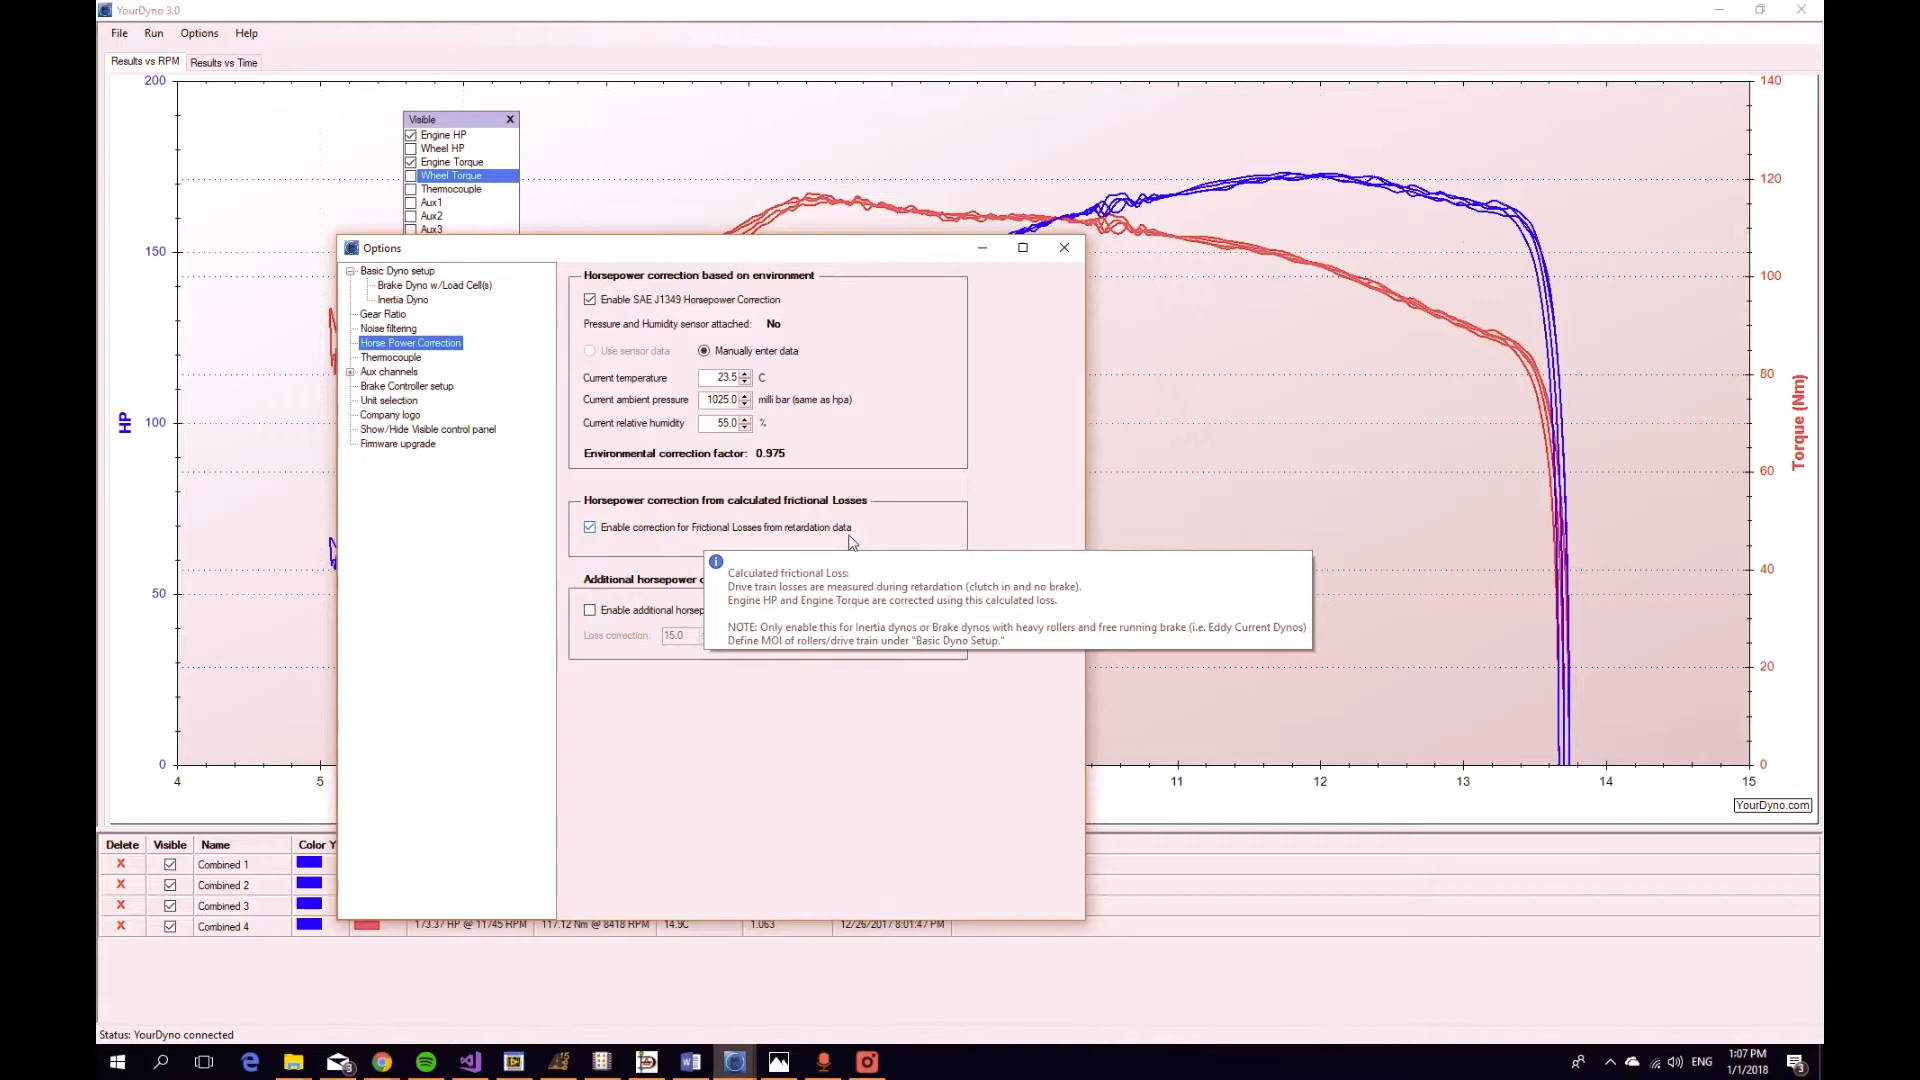 YourDyno 3.0
File Run Options Help
Results vs RPM Results vs Time
200
150
100
50
0
HP
140
120
100
80
60
40
20
0
Torque (Nm)
4 5 11 12 13 14 15
YourDyno.com
Visible X
Engine HP
Wheel HP
Engine Torque
Wheel Torque
Thermocouple
Aux1
Aux2
Aux3
Options
Basic Dyno setup
Brake Dyno w/Load Cell(s)
Inertia Dyno
Gear Ratio
Noise filtering
Horse Power Correction
Thermocouple
Aux channels
Brake Controller setup
Unit selection
Company logo
Show/Hide Visible control panel
Firmware upgrade
Horsepower correction based on environment
Enable SAE J1349 Horsepower Correction
Pressure and Humidity sensor attached: No
Use sensor data Manually enter data
Current temperature 23.5 C
Current ambient pressure 1025.0 milli bar (same as hpa)
Current relative humidity 55.0 %
Environmental correction factor: 0.975
Horsepower correction from calculated frictional Losses
Enable correction for Frictional Losses from retardation data
Additional horsepower c
Enable additional horsep
Loss correction: 15.0
Calculated frictional Loss:
Drive train losses are measured during retardation (clutch in and no brake).
Engine HP and Engine Torque are corrected using this calculated loss.
NOTE: Only enable this for Inertia dynos or Brake dynos with heavy rollers and free running brake (i.e. Eddy Current Dynos)
Define MOI of rollers/drive train under "Basic Dyno Setup."
Delete Visible Name Color Y
X Combined 1
X Combined 2
X Combined 3
X Combined 4 173.37 HP @ 11745 RPM 117.12 Nm @ 8418 RPM 14.9C 1.063 12/26/2017 8:01:47 PM
Status: YourDyno connected
3
ENG
1:07 PM
1/1/2018
3